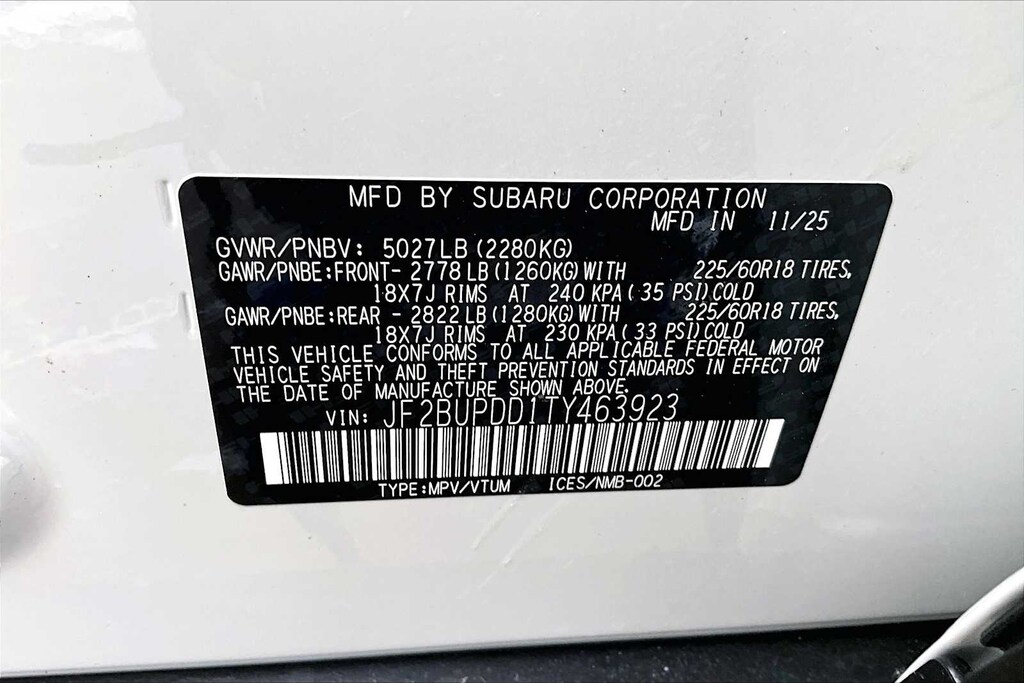 MFD BY SUBARU CORPORATION
MFD IN 11/25
GVWR/PNBV: 5027LB (2280KG)
GAWR/PNBE:FRONT- 2778 LB (1260KG) WITH 225/60R18 TIRES,
18X7J RIMS AT 240 KPA ( 35 PSI) COLD
GAWR/PNBE:REAR - 2822 LB (1280KG) WITH 225/60R18 TIRES,
18X7J RIMS AT 230 KPA ( 33 PSI) COLD
THIS VEHICLE CONFORMS TO ALL APPLICABLE FEDERAL MOTOR
VEHICLE SAFETY AND THEFT PREVENTION STANDARDS IN EFFECT ON
THE DATE OF MANUFACTURE SHOWN ABOVE.
VIN: JF2BUPDD1TY463923
TYPE:MPV/VTUM ICES/NMB-002